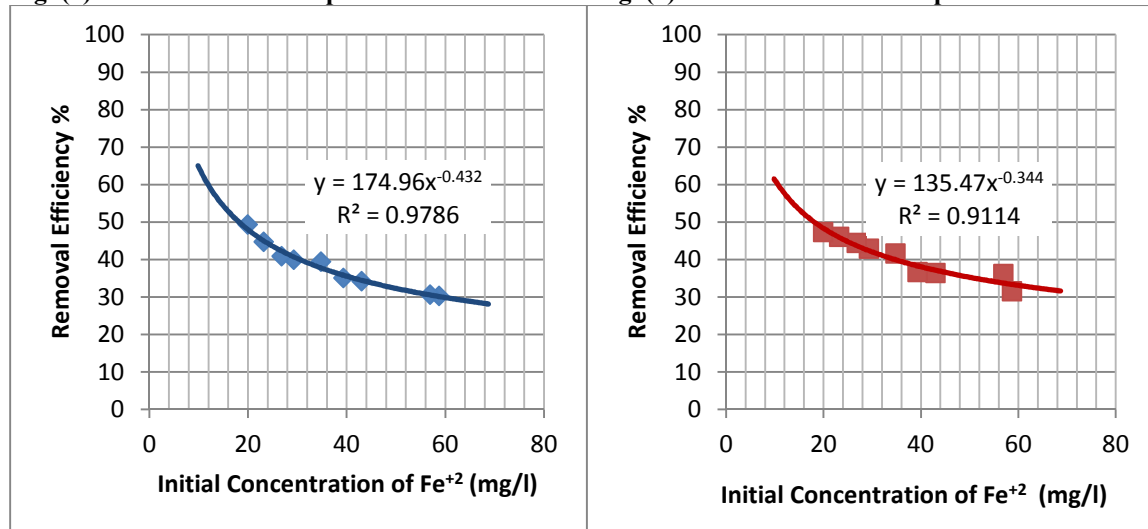 100
90
80
70
60
50
40
30
20
10
0
Removal Efficiency %
y = 174.96x^-0.432
R² = 0.9786
0 20 40 60 80
Initial Concentration of Fe⁺² (mg/l)
100
90
80
70
60
50
40
30
20
10
0
Removal Efficiency %
y = 135.47x^-0.344
R² = 0.9114
0 20 40 60 80
Initial Concentration of Fe⁺² (mg/l)